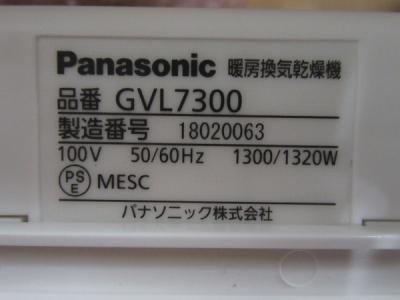 Panasonic 暖房換気乾燥機
品番 GVL7300
製造番号 18020063
100V 50/60Hz 1300/1320W
PS E MESC
パナソニック株式会社